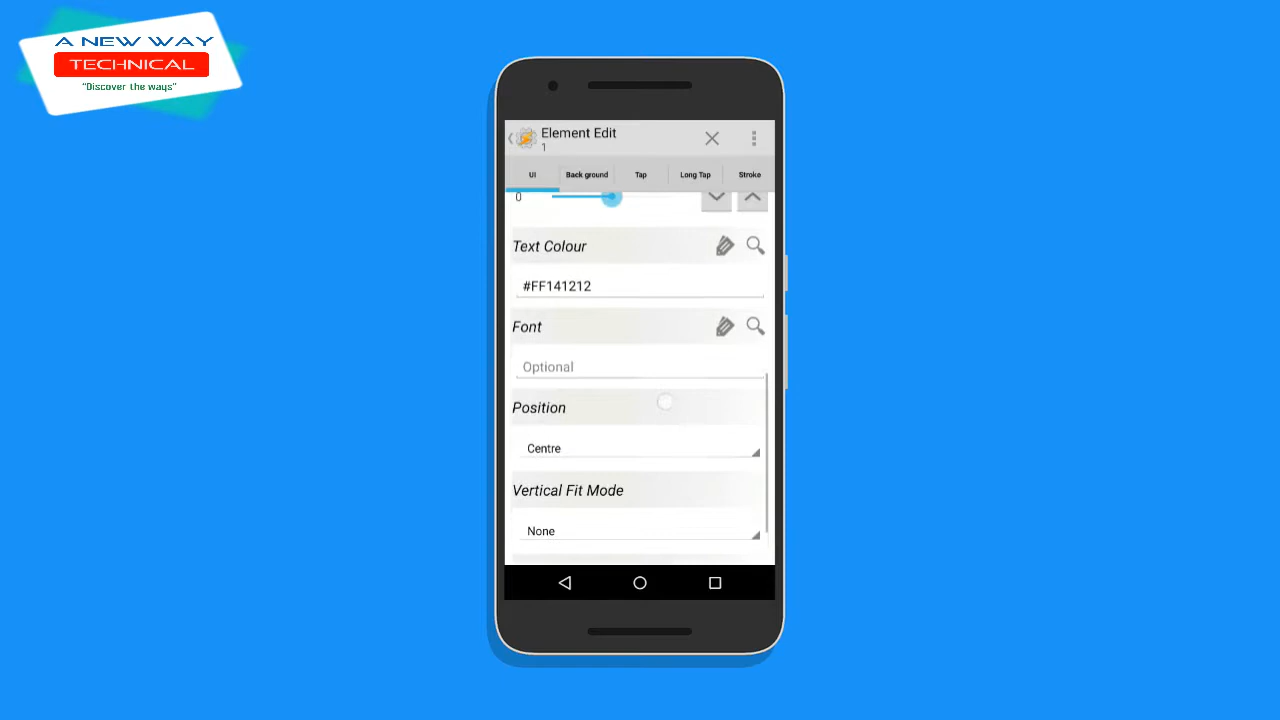 A NEW WAY
TECHNICAL
"Discover the ways"
Element Edit
1
UI
Back ground
Tap
Long Tap
Stroke
0
Text Colour
#FF141212
Font
Optional
Position
Centre
Vertical Fit Mode
None